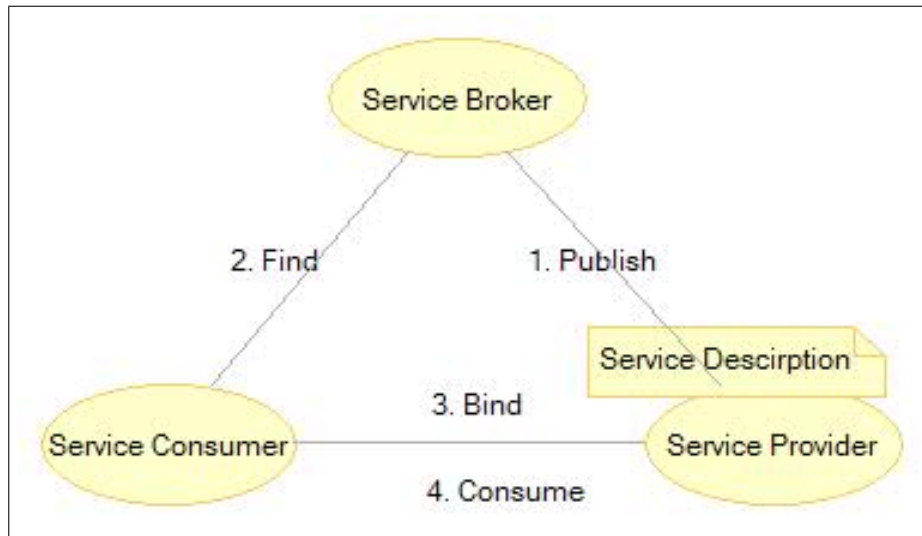 Service Broker
2. Find
1. Publish
Service Descirption
3. Bind
Service Consumer
Service Provider
4. Consume